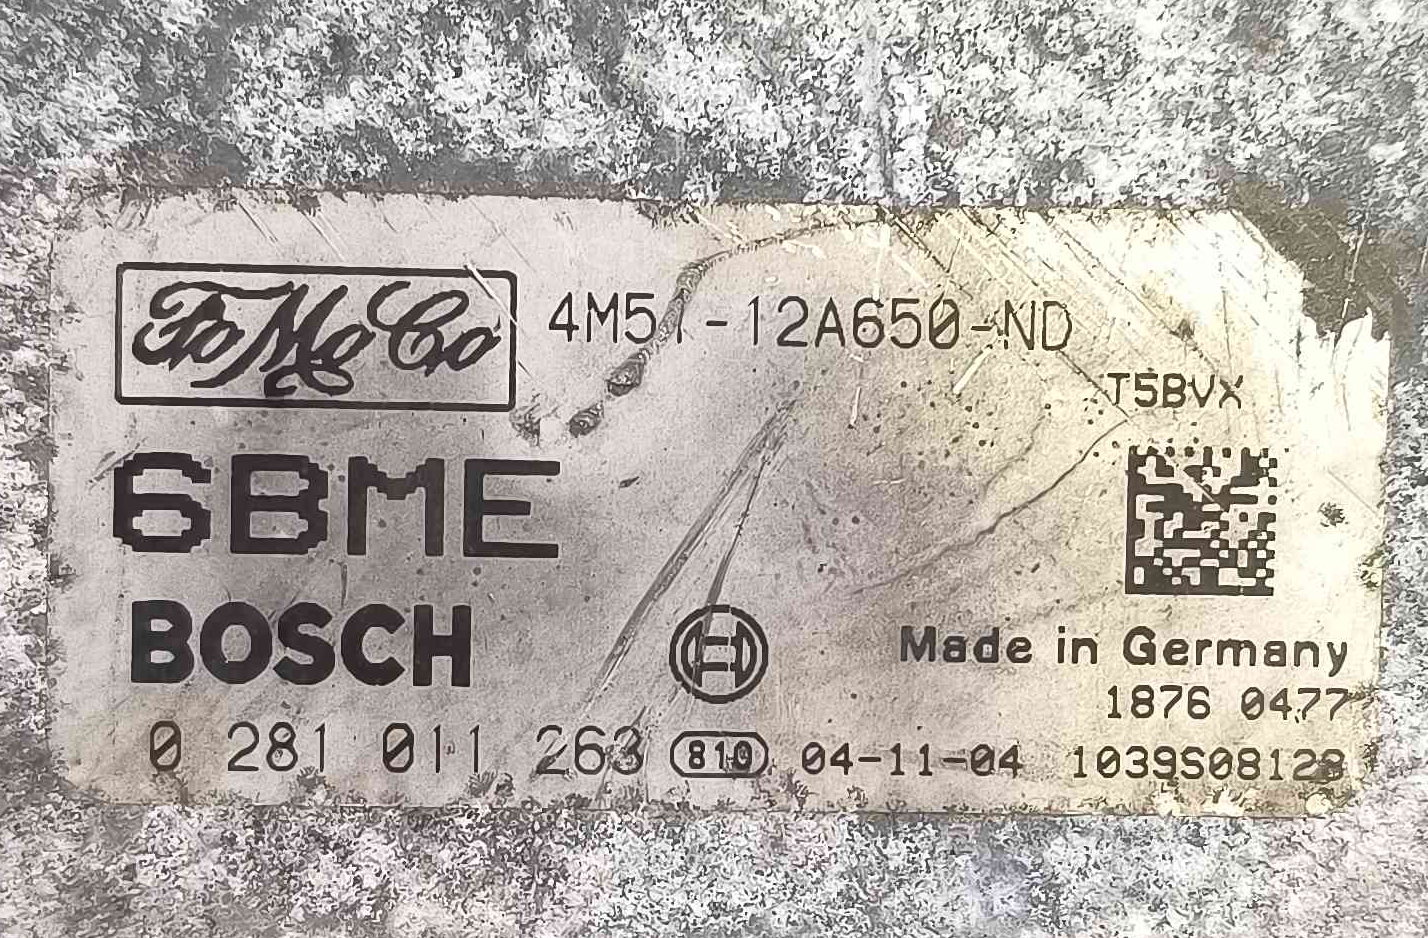 FoMoCo 4M51-12A650-ND
T5BVX
6BME
BOSCH
Made in Germany
1876 0477
0 281 011 263 810 04-11-04 1039S08128